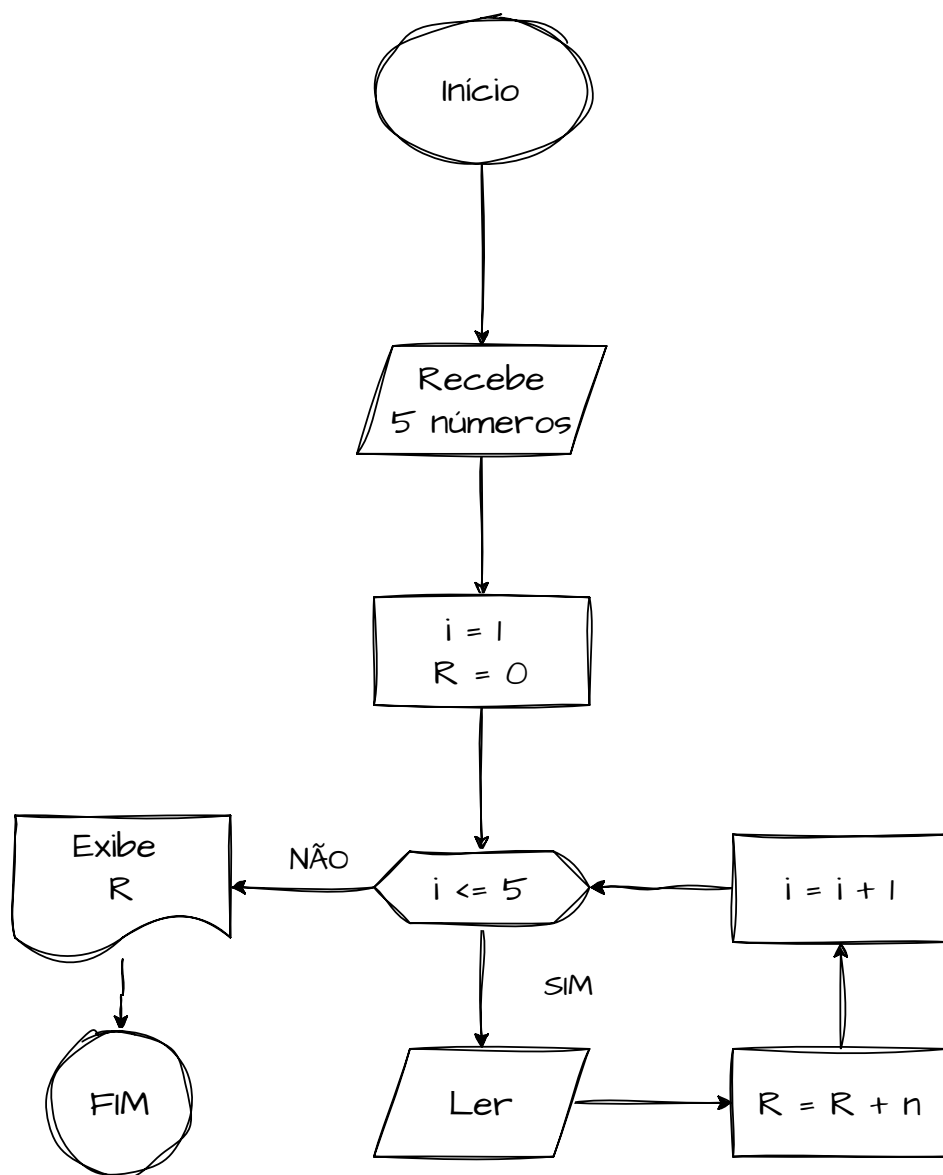 Início
Recebe
5 números
i = 1
R = 0
Exibe
R
NÃO
i <= 5
i = i + 1
SIM
FIM
Ler
R = R + n